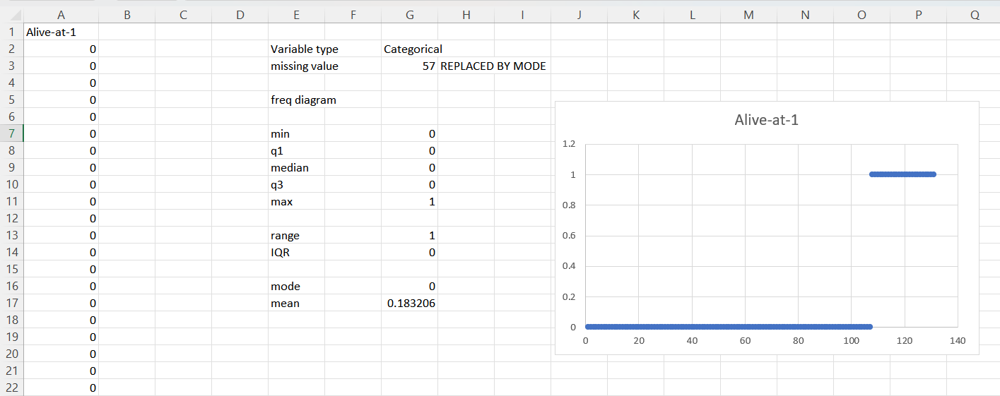 A B C D E F G H I J K L M N O P Q
1 Alive-at-1
2 0 Variable type Categorical
3 0 missing value 57 REPLACED BY MODE
4 0
5 0 freq diagram
6 0
7 0 min 0
8 0 q1 0
9 0 median 0
10 0 q3 0
11 0 max 1
12 0
13 0 range 1
14 0 IQR 0
15 0
16 0 mode 0
17 0 mean 0.183206
18 0
19 0
20 0
21 0
22 0
Alive-at-1
1.2
1
0.8
0.6
0.4
0.2
0
0 20 40 60 80 100 120 140